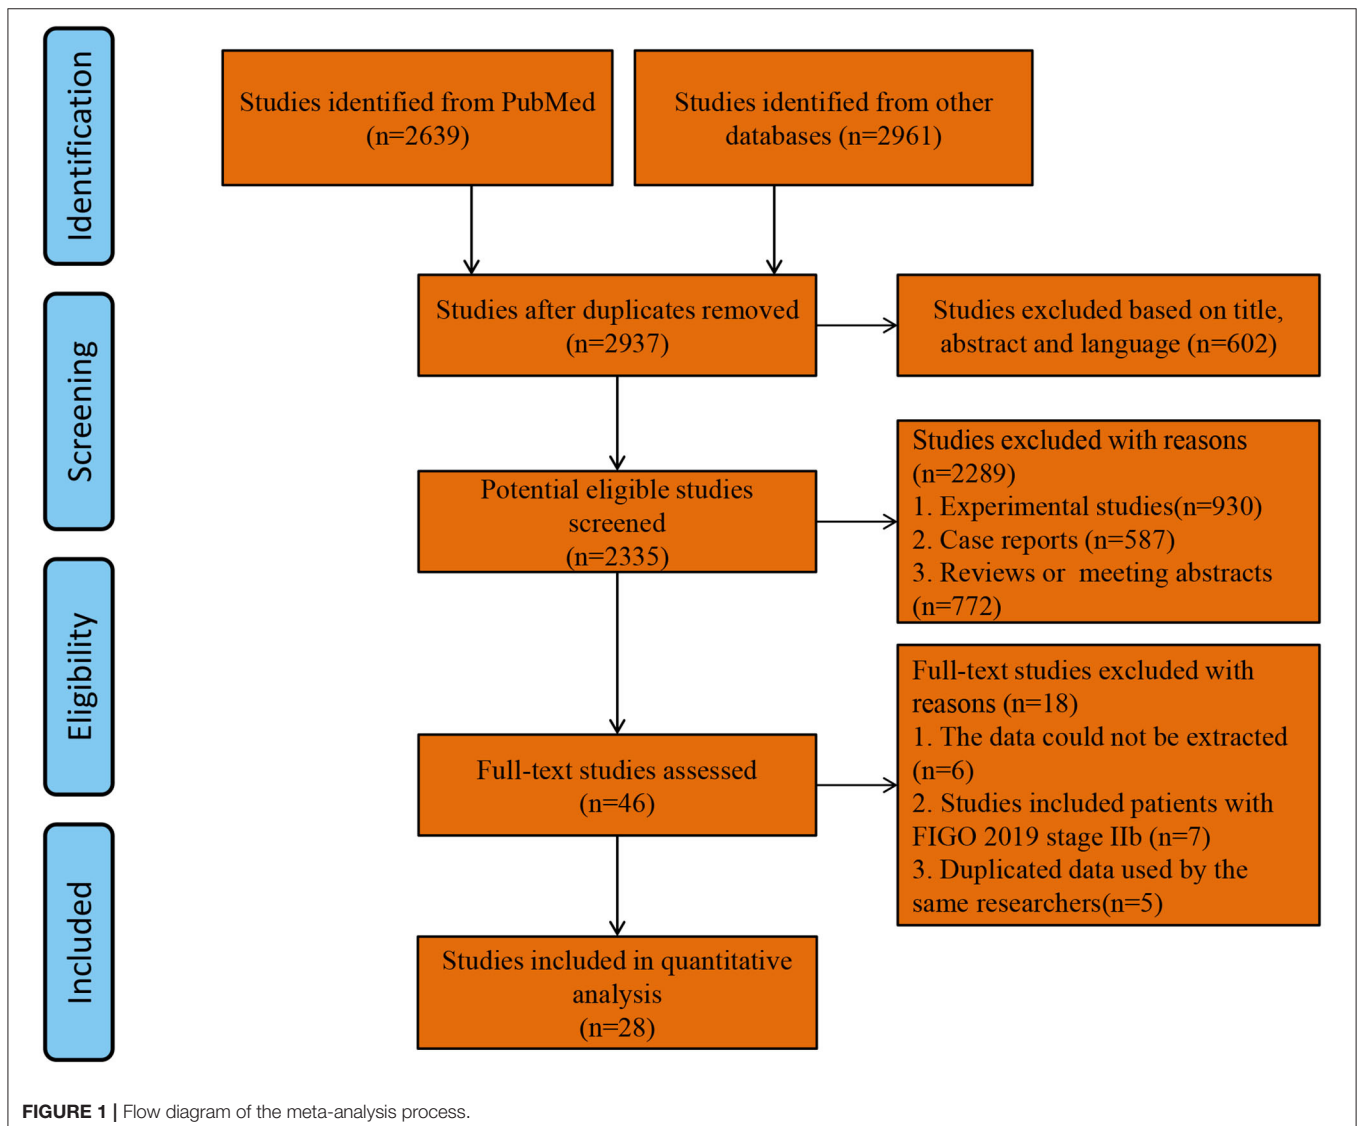 Identification
Studies identified from PubMed
(n=2639)
Studies identified from other
databases (n=2961)
Screening
Studies after duplicates removed
(n=2937)
Studies excluded based on title,
abstract and language (n=602)
Potential eligible studies
screened
(n=2335)
Studies excluded with reasons
(n=2289)
1. Experimental studies(n=930)
2. Case reports (n=587)
3. Reviews or meeting abstracts
(n=772)
Eligibility
Full-text studies assessed
(n=46)
Full-text studies excluded with
reasons (n=18)
1. The data could not be extracted
(n=6)
2. Studies included patients with
FIGO 2019 stage IIb (n=7)
3. Duplicated data used by the
same researchers(n=5)
Included
Studies included in quantitative
analysis
(n=28)
FIGURE 1 | Flow diagram of the meta-analysis process.